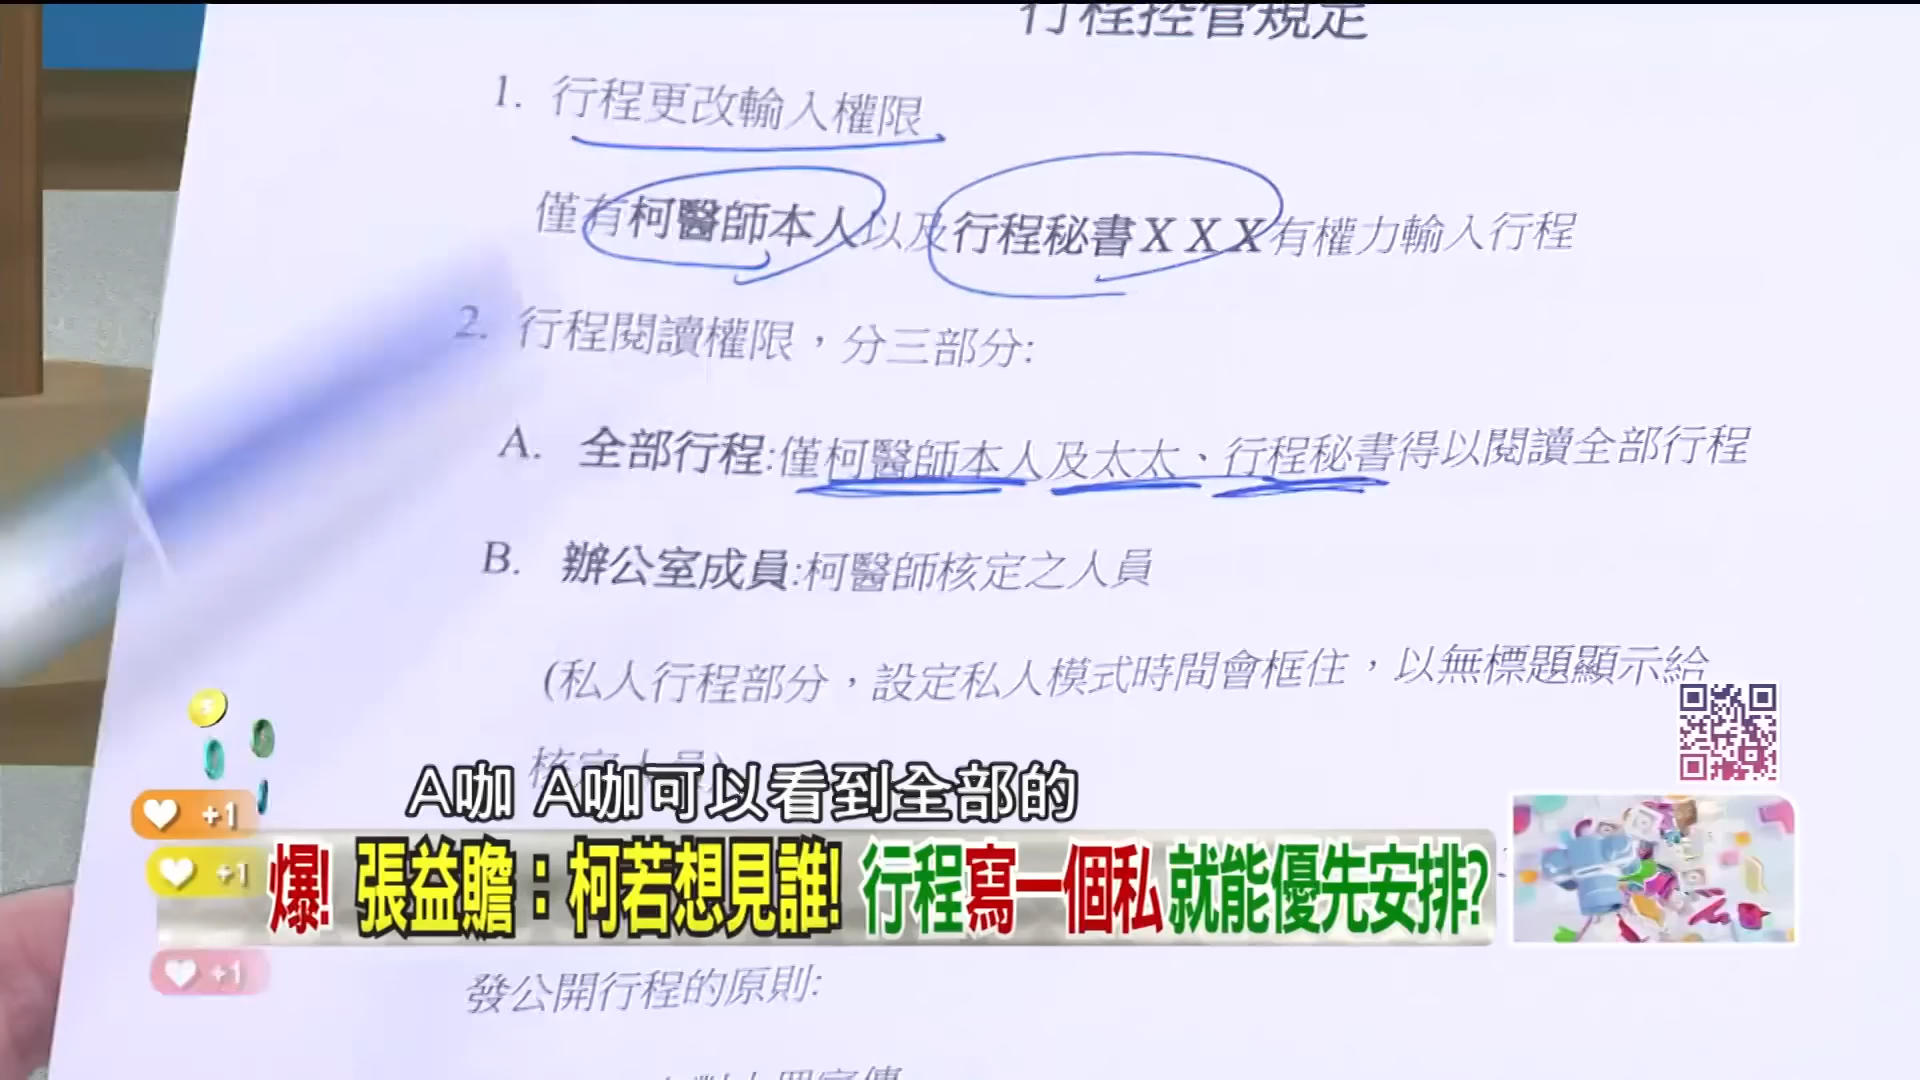 行程控管規定
1. 行程更改輸入權限
僅有柯醫師本人以及行程秘書XXX有權力輸入行程
2. 行程閱讀權限，分三部分:
A. 全部行程:僅柯醫師本人及太太、行程秘書得以閱讀全部行程
B. 辦公室成員:柯醫師核定之人員
(私人行程部分，設定私人模式時間會框住，以無標題顯示給
核定人員)
A咖 A咖可以看到全部的
+1
爆! 張益贍：柯若想見誰! 行程寫一個私就能優先安排?
+1
+1
發公開行程的原則: